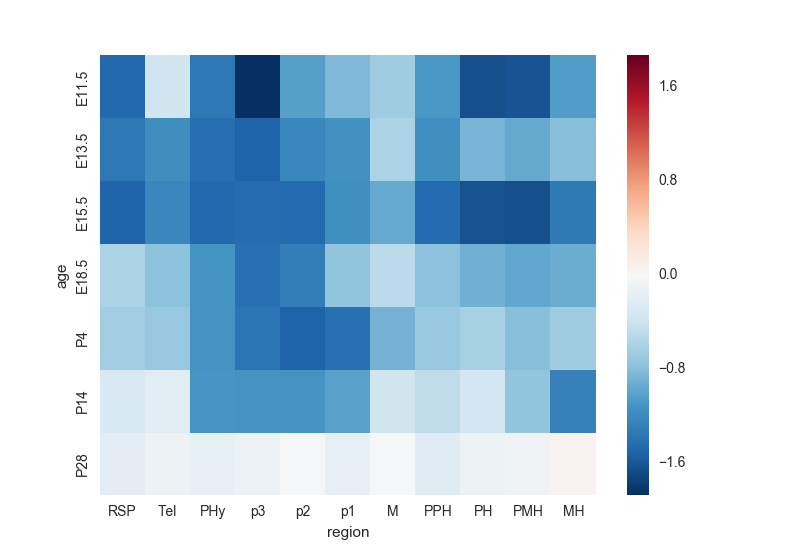 E11.5
E13.5
E15.5
E18.5
P4
P14
P28
age
RSP Tel PHy p3 p2 p1 M PPH PH PMH MH
region
1.6
0.8
0.0
−0.8
−1.6